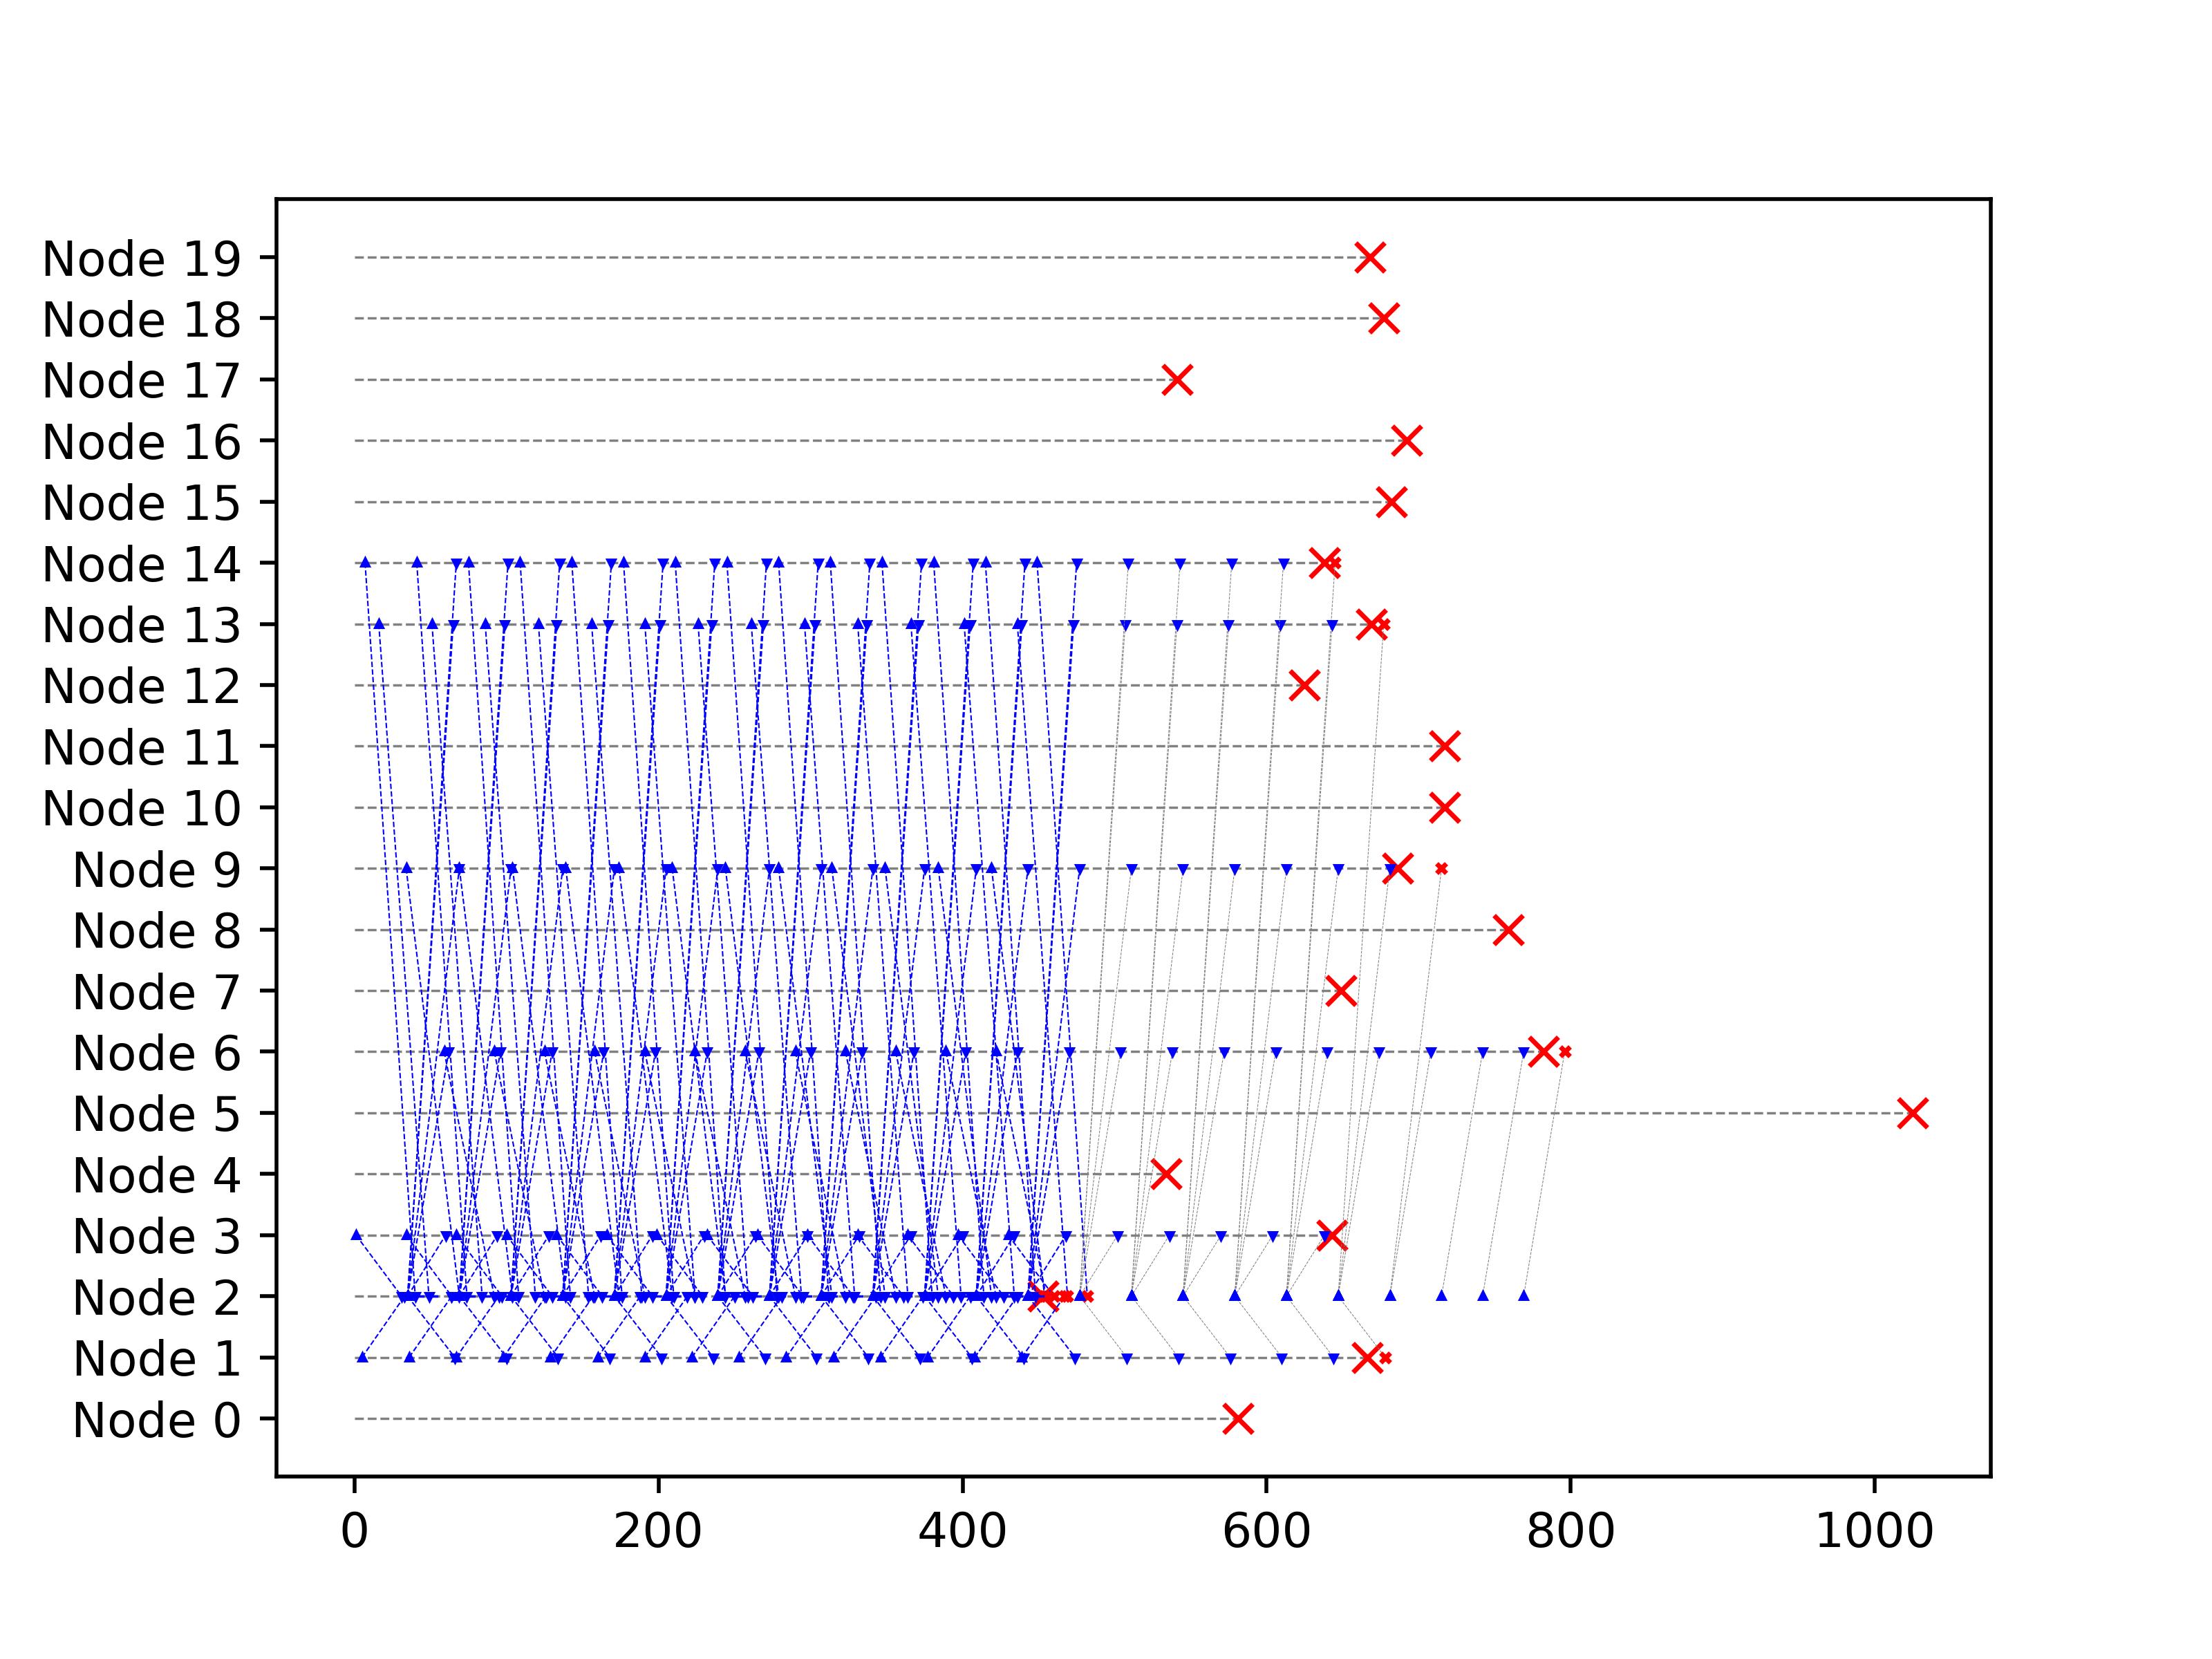 Node 19
Node 18
Node 17
Node 16
Node 15
Node 14
Node 13
Node 12
Node 11
Node 10
Node 9
Node 8
Node 7
Node 6
Node 5
Node 4
Node 3
Node 2
Node 1
Node 0
0 200 400 600 800 1000